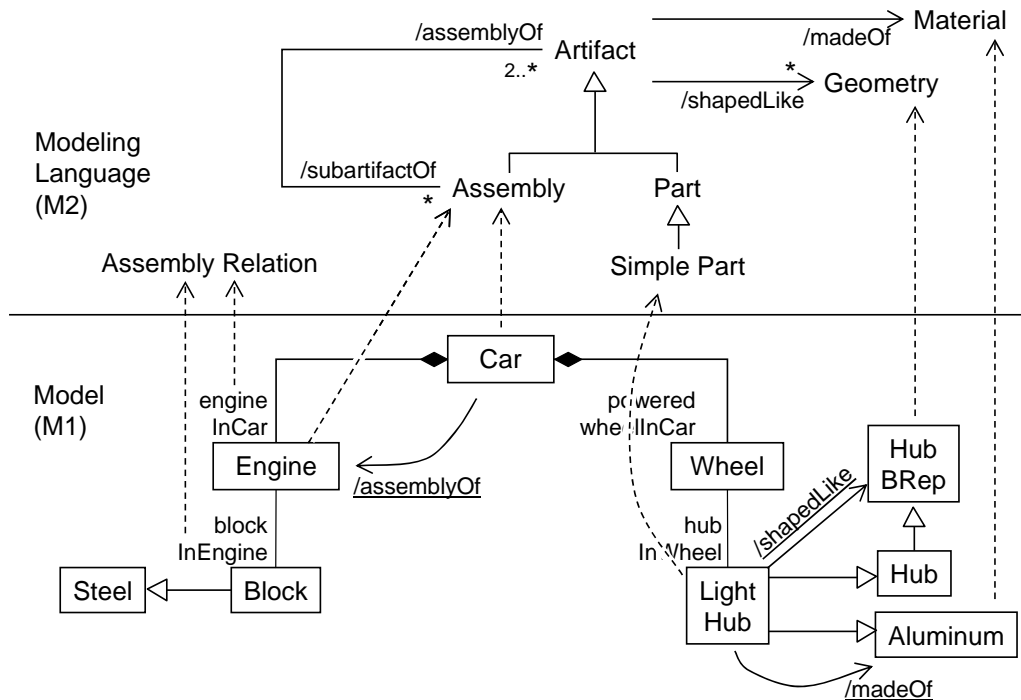 Material
/assemblyOf
/madeOf
Artifact
2..*
*
/shapedLike
Geometry
Modeling
Language
(M2)
/subartifactOf
*
Assembly
Part
Assembly Relation
Simple Part
Car
Model
(M1)
engine
InCar
powered
wheelInCar
Engine
/assemblyOf
Wheel
Hub
BRep
/shapedLike
block
InEngine
hub
InWheel
Steel
Block
Light
Hub
Hub
Aluminum
/madeOf